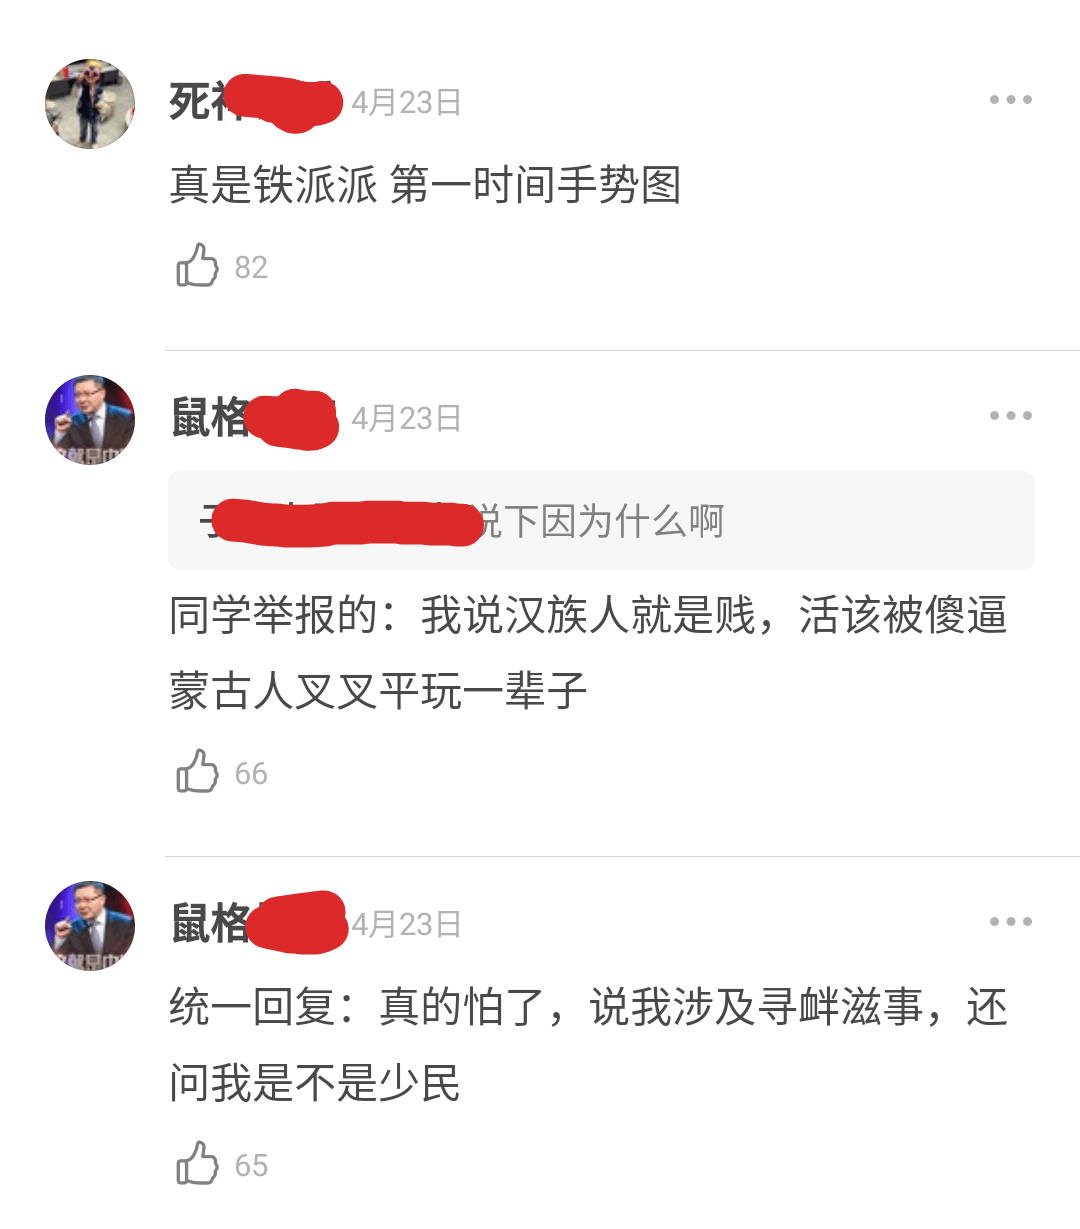 死神
4月23日
真是铁派派 第一时间手势图
82
鼠格
4月23日
说下因为什么啊
同学举报的：我说汉族人就是贱，活该被傻逼
蒙古人叉叉平玩一辈子
66
鼠格
4月23日
统一回复：真的怕了，说我涉及寻衅滋事，还
问我是不是少民
65